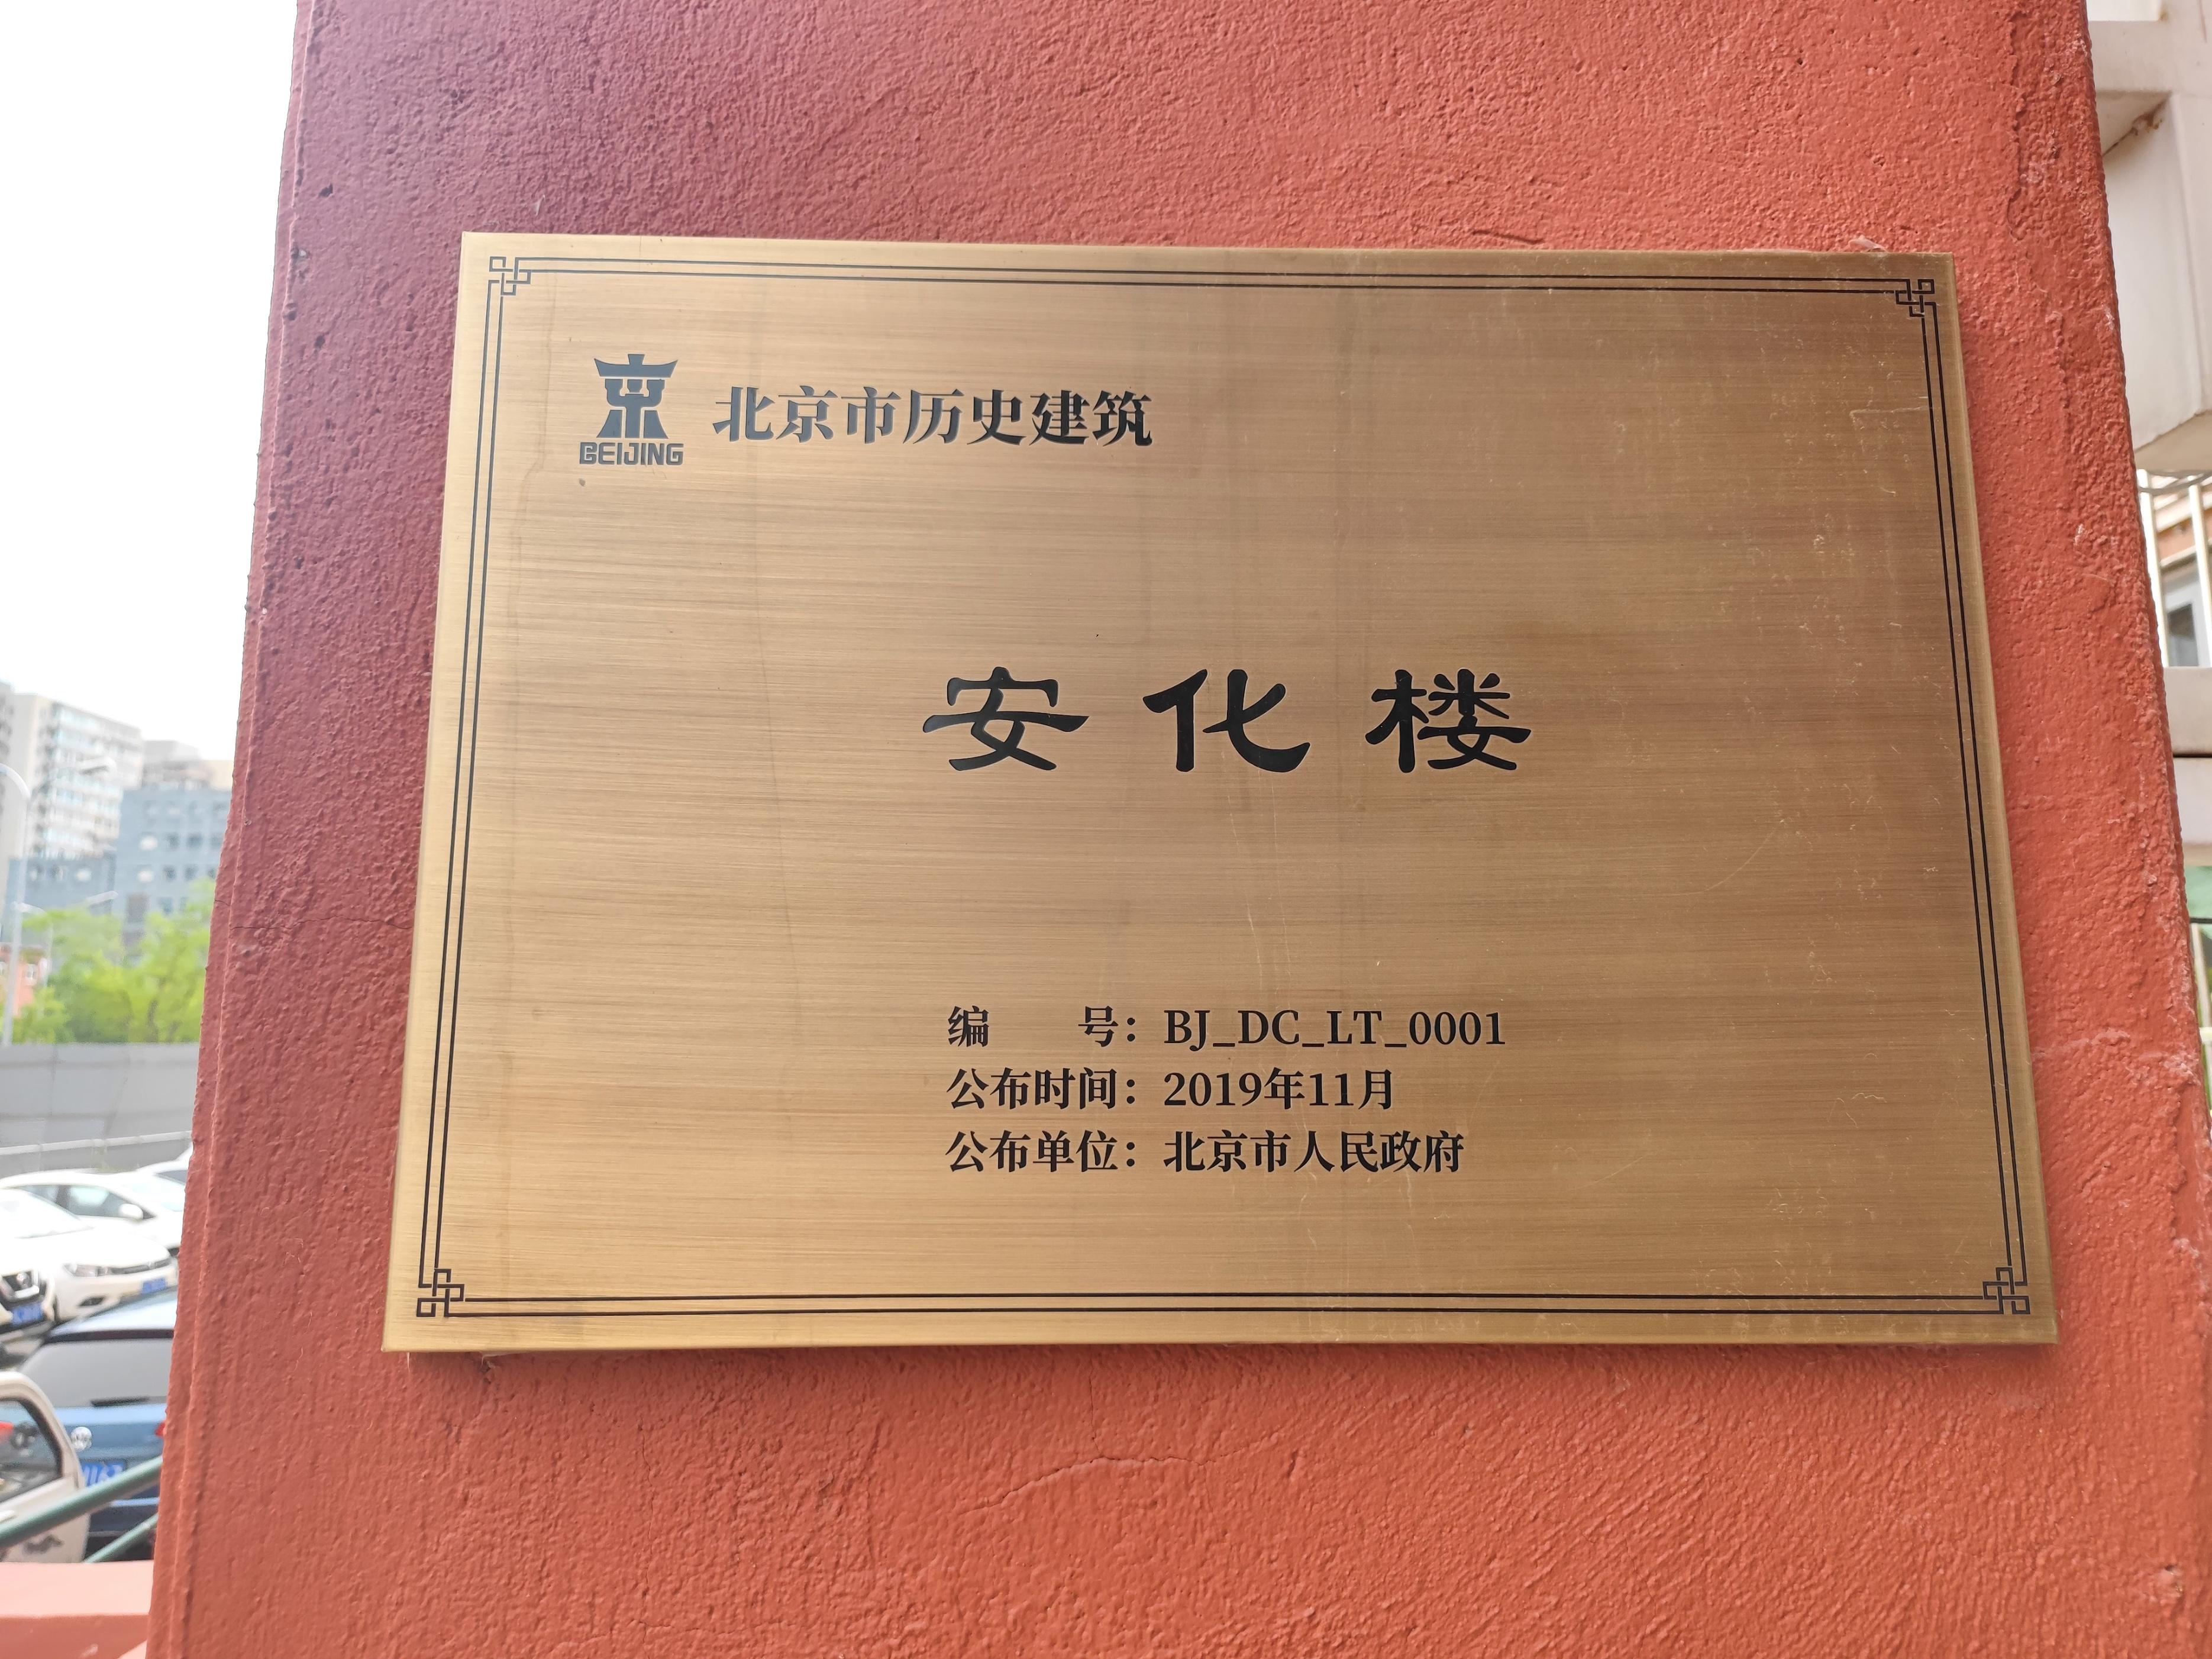 京
BEIJING
北京市历史建筑
安化楼
编 号：BJ_DC_LT_0001
公布时间：2019年11月
公布单位：北京市人民政府